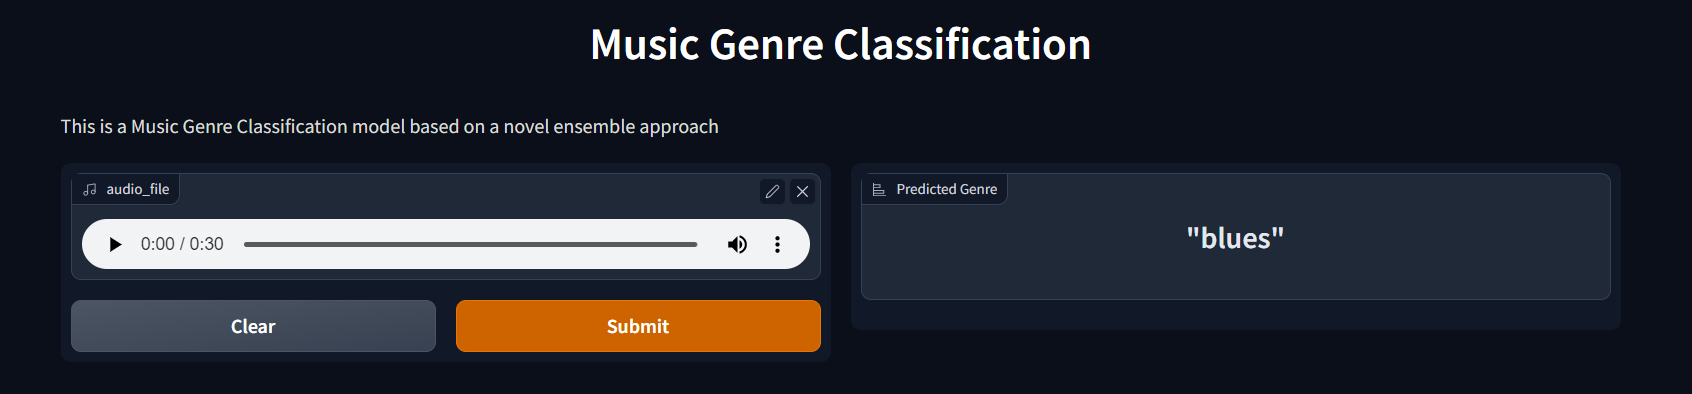 Music Genre Classification
This is a Music Genre Classification model based on a novel ensemble approach
audio_file
0:00 / 0:30
Clear
Submit
Predicted Genre
"blues"